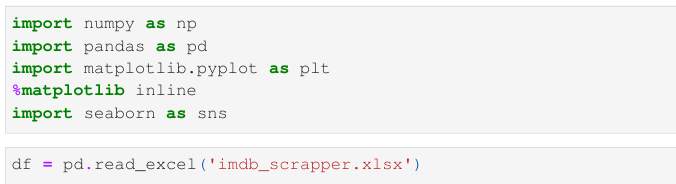 import numpy as np
import pandas as pd
import matplotlib.pyplot as plt
%matplotlib inline
import seaborn as sns
df = pd.read_excel('imdb_scrapper.xlsx')